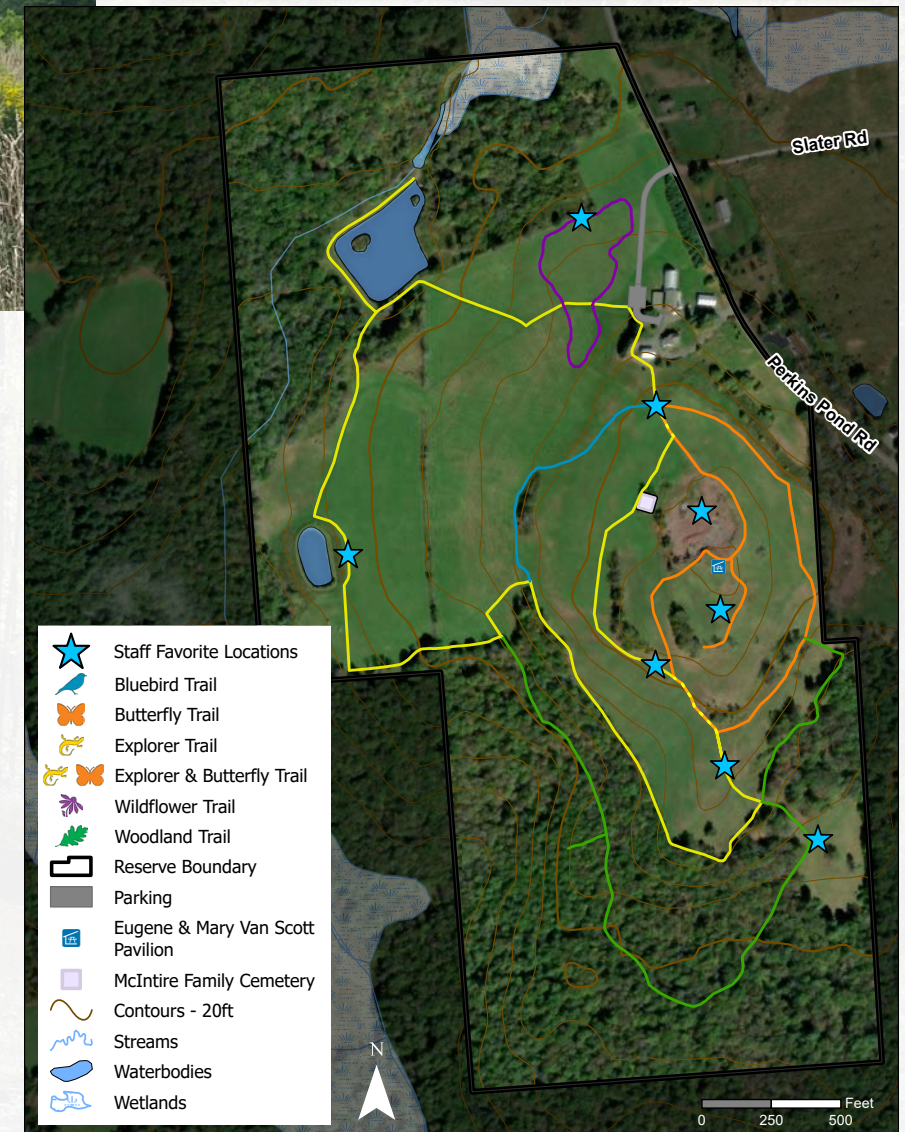 Slater Rd
Perkins Pond Rd
Staff Favorite Locations
Bluebird Trail
Butterfly Trail
Explorer Trail
Explorer & Butterfly Trail
Wildflower Trail
Woodland Trail
Reserve Boundary
Parking
Eugene & Mary Van Scott
Pavilion
McIntire Family Cemetery
Contours - 20ft
Streams
Waterbodies
Wetlands
N
Feet
0 250 500